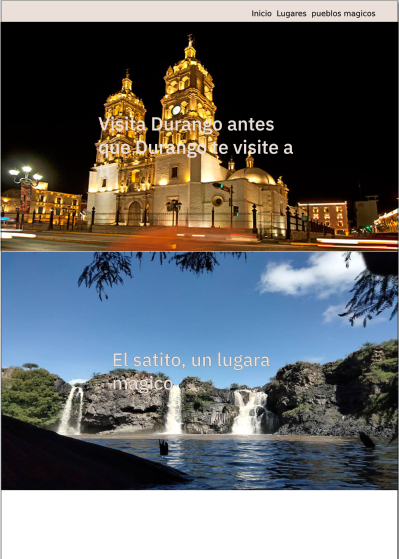 Inicio Lugares pueblos magicos
Visita Durango antes
que Durango te visite a
El satito, un lugara
magico